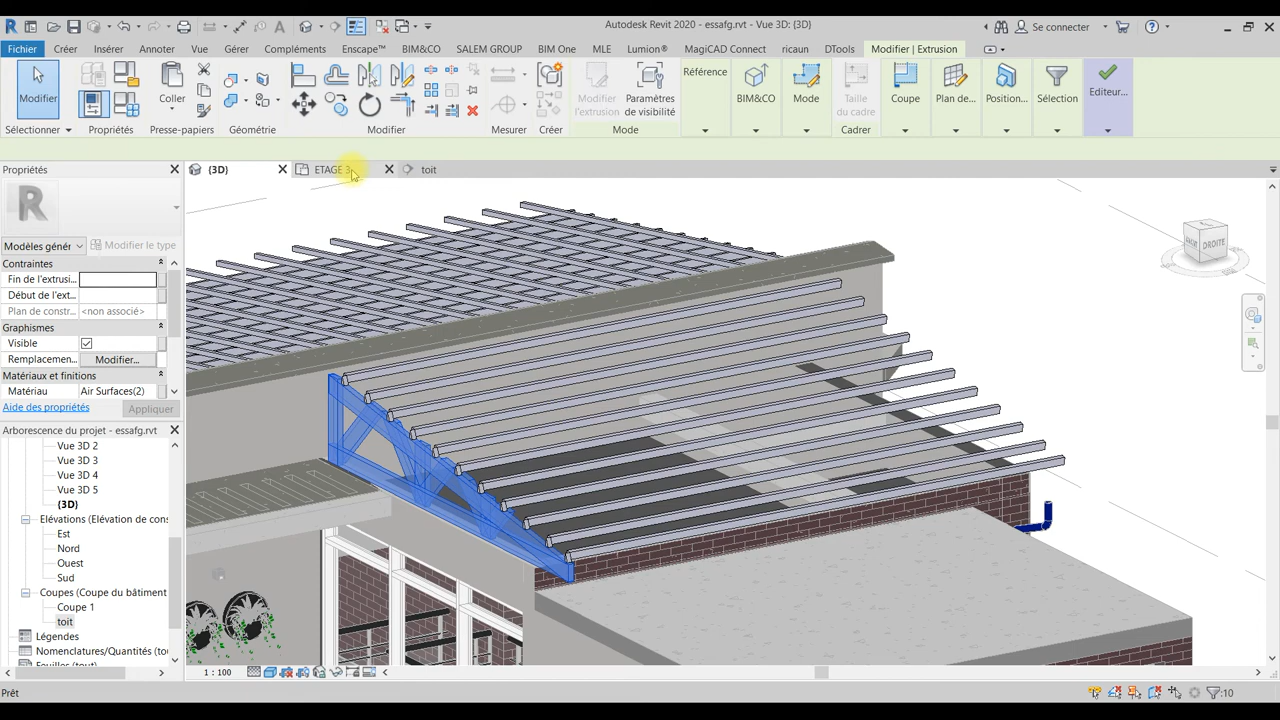 Autodesk Revit 2020 - essafg.rvt - Vue 3D: {3D}
Se connecter
Fichier Créer Insérer Annoter Vue Gérer Compléments Enscape™ BIM&CO SALEM GROUP BIM One MLE Lumion® MagiCAD Connect ricaun DTools Modifier | Extrusion
Modifier
Coller
Modifier l'extrusion
Paramètres de visibilité
Référence
BIM&CO
Mode
Taille du cadre
Coupe
Plan de...
Position...
Sélection
Editeur...
Sélectionner Propriétés Presse-papiers Géométrie Modifier Mesurer Créer Mode Cadrer
Propriétés
{3D} ETAGE 3 toit
R
Modèles génér
Modifier le type
Contraintes
Fin de l'extrusi...
Début de l'ext...
Plan de constr... <non associé>
Graphismes
Visible
Remplacemen... Modifier...
Matériaux et finitions
Matériau Air Surfaces(2)
Aide des propriétés Appliquer
Arborescence du projet - essafg.rvt
Vue 3D 2
Vue 3D 3
Vue 3D 4
Vue 3D 5
{3D}
Elévations (Elévation de cons
Est
Nord
Ouest
Sud
Coupes (Coupe du bâtiment
Coupe 1
toit
Légendes
Nomenclatures/Quantités (tou
Feuilles (tout)
DROITE
1 : 100
Prêt
:10